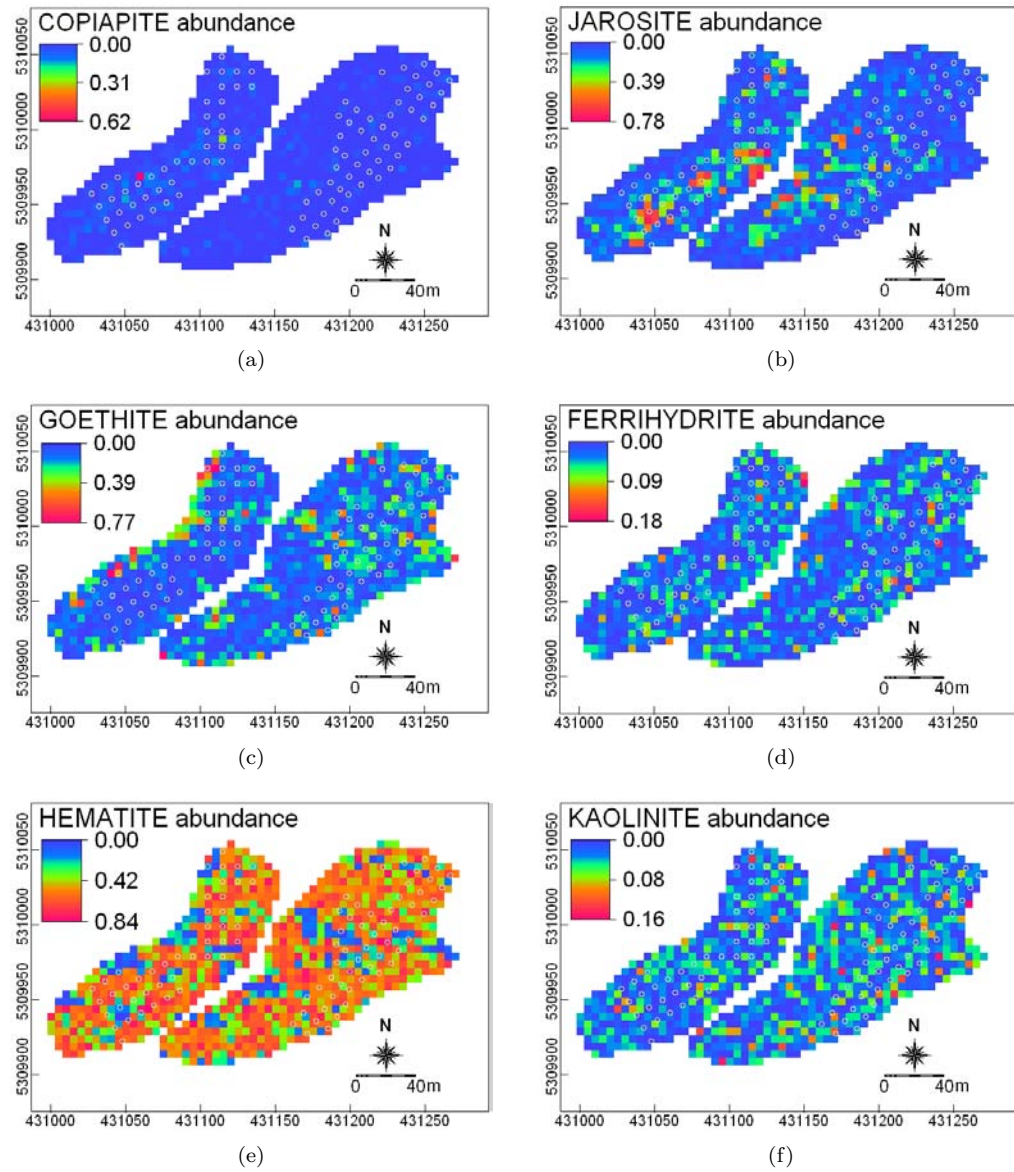 COPIAPITE abundance
0.00
0.31
0.62
5310050
5310000
5309950
5309900
N
0 40m
431000 431050 431100 431150 431200 431250
(a)
JAROSITE abundance
0.00
0.39
0.78
5310050
5310000
5309950
5309900
N
0 40m
431000 431050 431100 431150 431200 431250
(b)
GOETHITE abundance
0.00
0.39
0.77
5310050
5310000
5309950
5309900
N
0 40m
431000 431050 431100 431150 431200 431250
(c)
FERRIHYDRITE abundance
0.00
0.09
0.18
5310050
5310000
5309950
5309900
N
0 40m
431000 431050 431100 431150 431200 431250
(d)
HEMATITE abundance
0.00
0.42
0.84
5310050
5310000
5309950
5309900
N
0 40m
431000 431050 431100 431150 431200 431250
(e)
KAOLINITE abundance
0.00
0.08
0.16
5310050
5310000
5309950
5309900
N
0 40m
431000 431050 431100 431150 431200 431250
(f)